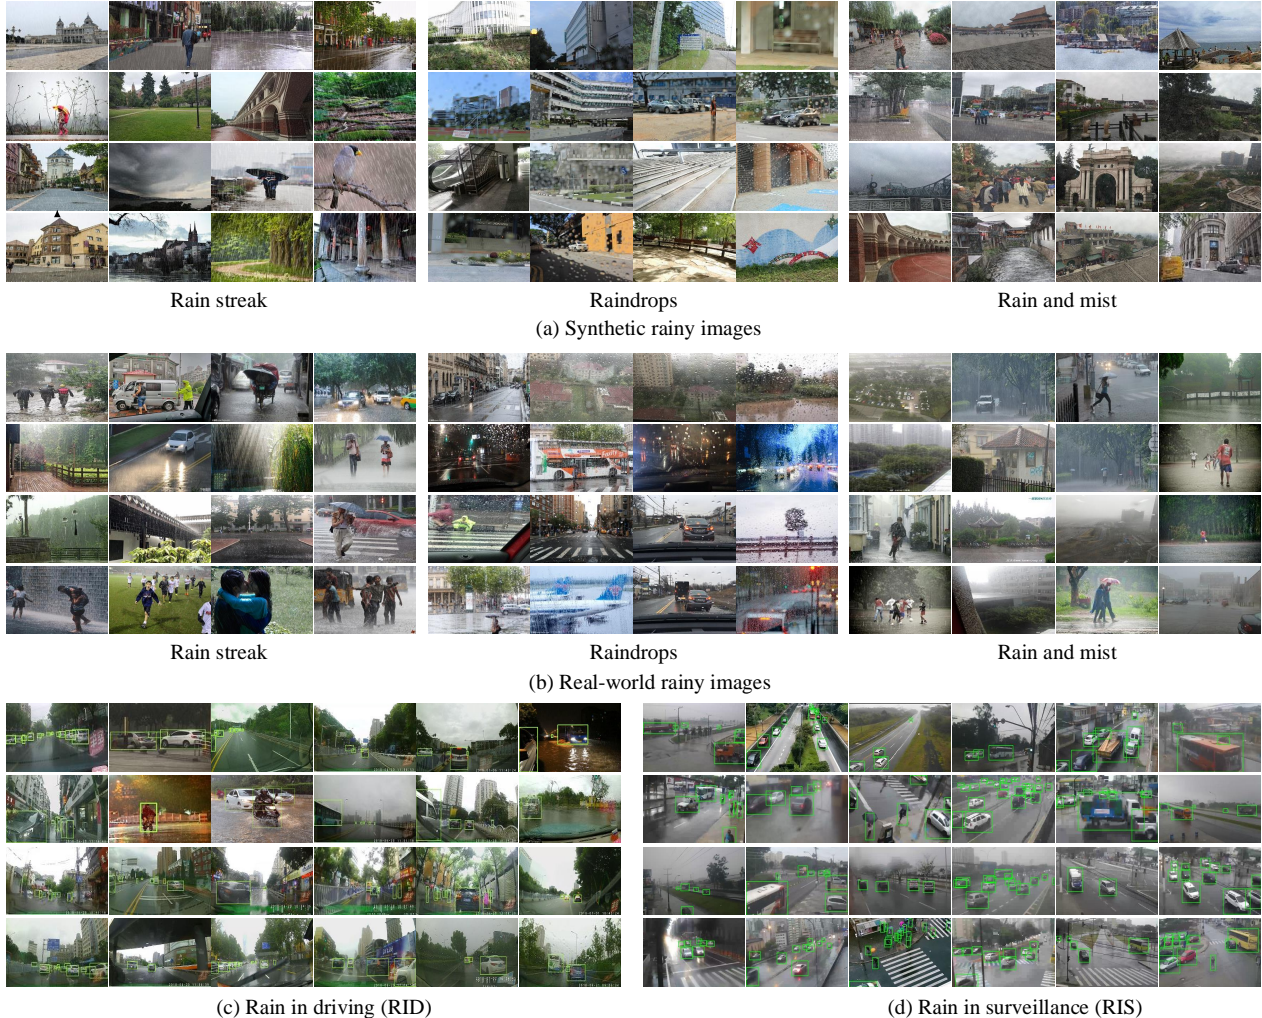 Rain streak
Raindrops
Rain and mist
(a) Synthetic rainy images
Rain streak
Raindrops
Rain and mist
(b) Real-world rainy images
(c) Rain in driving (RID)
(d) Rain in surveillance (RIS)